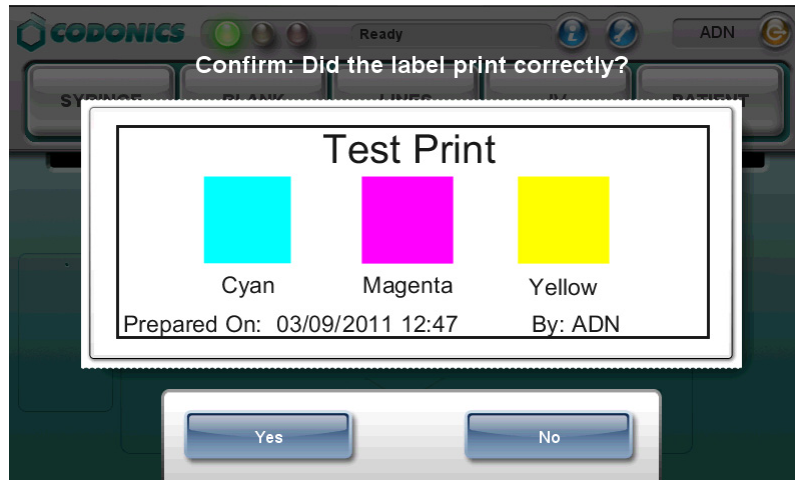 CODONICS Ready ADN
Confirm: Did the label print correctly?
Test Print
Cyan Magenta Yellow
Prepared On: 03/09/2011 12:47 By: ADN
Yes No